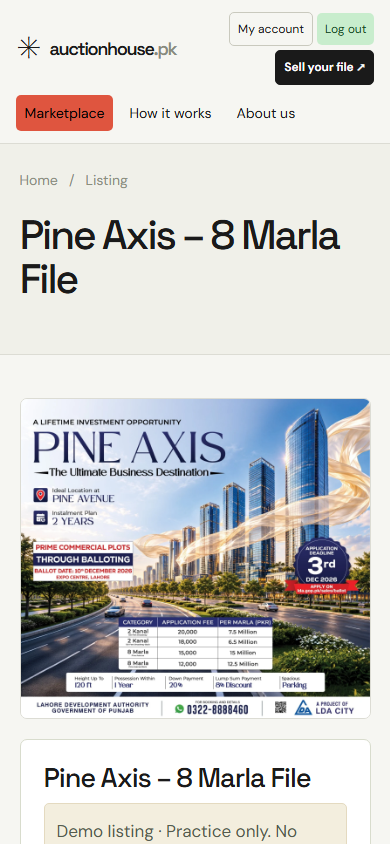 My account
Log out
auctionhouse.pk
Sell your file ↗
Marketplace
How it works
About us
Home / Listing
Pine Axis – 8 Marla
File
A LIFETIME INVESTMENT OPPORTUNITY
PINE AXIS
The Ultimate Business Destination
Ideal Location at
PINE AVENUE
Instalment Plan
2 YEARS
PRIME COMMERCIAL PLOTS
THROUGH BALLOTING
BALLOT DATE: 10TH DECEMBER 2026
EXPO CENTRE, LAHORE
APPLICATION
DEADLINE
3rd
DEC 2026
APPLY ON
CATEGORY APPLICATION FEE PER MARLA (PKR)
2 Kanal 20,000 7.5 Million
2 Kanal 18,000 6.5 Million
8 Marla 15,000 15 Million
8 Marla 12,000 12.5 Million
Height Up To
120 ft
Possession Within
1 Year
Down Payment
20%
Lump Sum Payment
8% Discount
Spacious
Parking
LAHORE DEVELOPMENT AUTHORITY
GOVERNMENT OF PUNJAB
0322-8888460
LDA
A PROJECT OF
LDA CITY
Pine Axis – 8 Marla File
Demo listing · Practice only. No